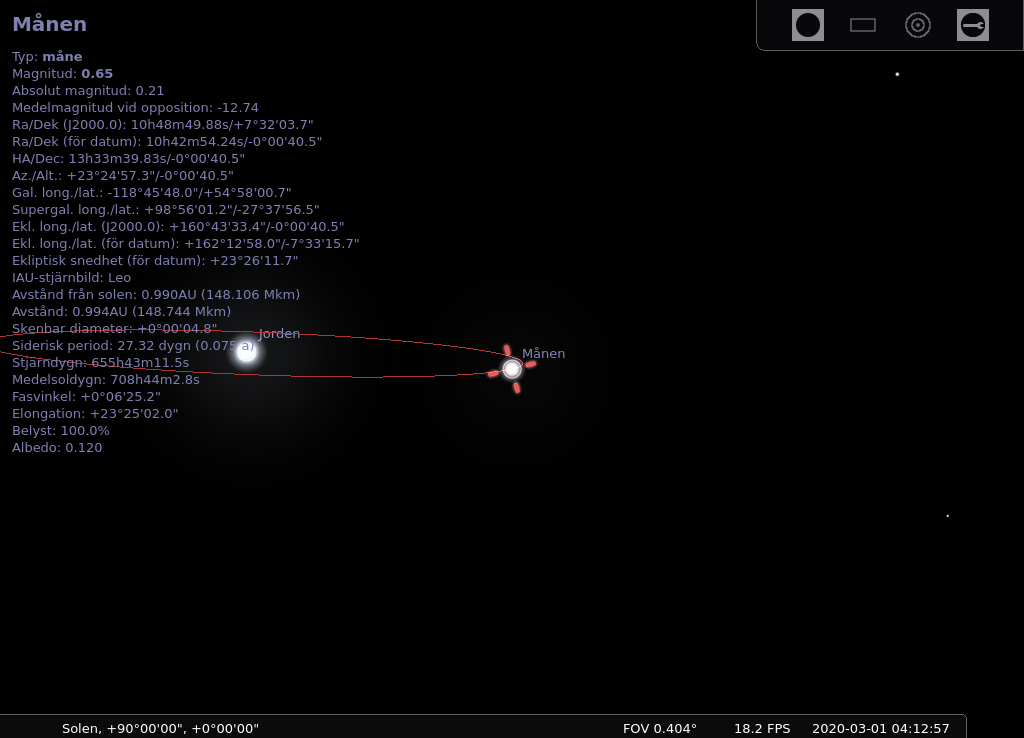 Månen
Typ: måne
Magnitud: 0.65
Absolut magnitud: 0.21
Medelmagnitud vid opposition: -12.74
Ra/Dek (J2000.0): 10h48m49.88s/+7°32'03.7"
Ra/Dek (för datum): 10h42m54.24s/-0°00'40.5"
HA/Dec: 13h33m39.83s/-0°00'40.5"
Az./Alt.: +23°24'57.3"/-0°00'40.5"
Gal. long./lat.: -118°45'48.0"/+54°58'00.7"
Supergal. long./lat.: +98°56'01.2"/-27°37'56.5"
Ekl. long./lat. (J2000.0): +160°43'33.4"/-0°00'40.5"
Ekl. long./lat. (för datum): +162°12'58.0"/-7°33'15.7"
Ekliptisk snedhet (för datum): +23°26'11.7"
IAU-stjärnbild: Leo
Avstånd från solen: 0.990AU (148.106 Mkm)
Avstånd: 0.994AU (148.744 Mkm)
Skenbar diameter: +0°00'04.8"
Siderisk period: 27.32 dygn (0.075 a)
Stjärndygn: 655h43m11.5s
Medelsoldygn: 708h44m2.8s
Fasvinkel: +0°06'25.2"
Elongation: +23°25'02.0"
Belyst: 100.0%
Albedo: 0.120
Jorden
Månen
Solen, +90°00'00", +0°00'00"
FOV 0.404°
18.2 FPS
2020-03-01 04:12:57